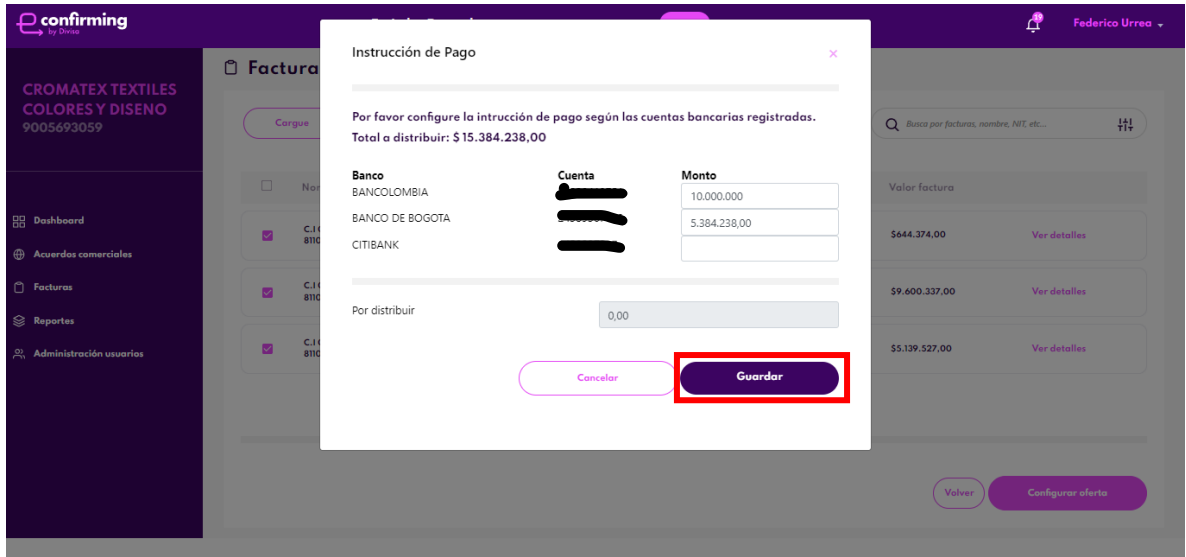 confirming
by Divisa
39
Federico Urrea
CROMATEX TEXTILES
COLORES Y DISENO
9005693059
Dashboard
Acuerdos comerciales
Facturas
Reportes
Administración usuarios
Factura
Cargue
Busca por facturas, nombre, NIT, etc...
Valor factura
$644.374,00
Ver detalles
$9.600.337,00
Ver detalles
$5.139.527,00
Ver detalles
Volver
Configurar oferta
Instrucción de Pago
×
Por favor configure la intrucción de pago según las cuentas bancarias registradas.
Total a distribuir: $ 15.384.238,00
Banco Cuenta Monto
BANCOLOMBIA 10.000.000
BANCO DE BOGOTA 5.384.238,00
CITIBANK
Por distribuir 0,00
Cancelar Guardar